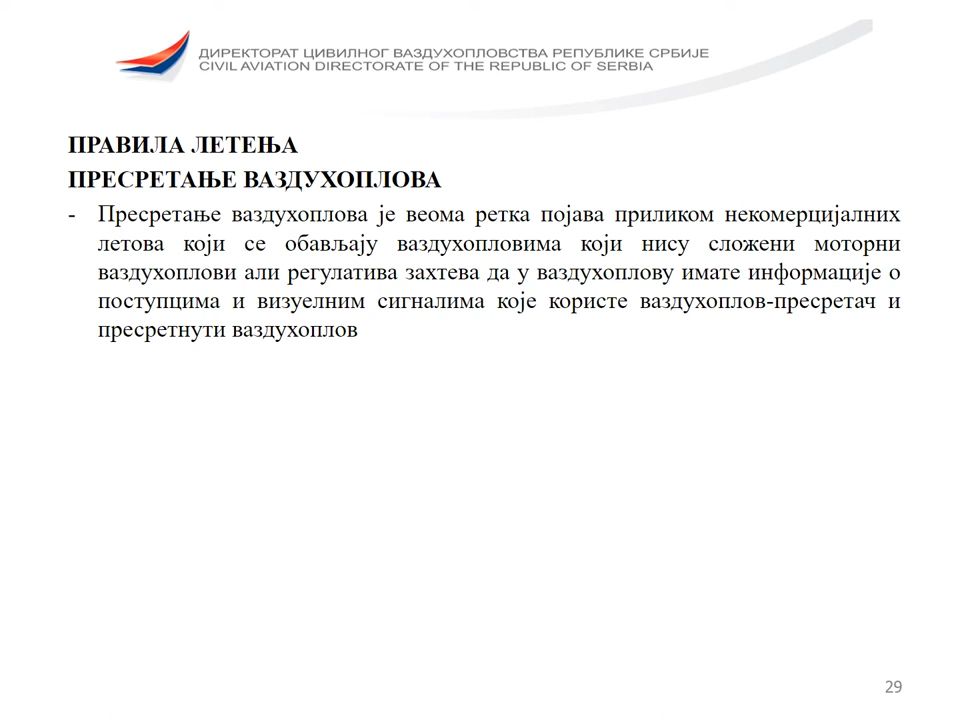 ДИРЕКТОРАТ ЦИВИЛНОГ ВАЗДУХОПЛОВСТВА РЕПУБЛИКЕ СРБИЈЕ
CIVIL AVIATION DIRECTORATE OF THE REPUBLIC OF SERBIA
ПРАВИЛА ЛЕТЕЊА
ПРЕСРЕТАЊЕ ВАЗДУХОПЛОВА
- Пресретање ваздухоплова је веома ретка појава приликом некомерцијалних
летова који се обављају ваздухопловима који нису сложени моторни
ваздухоплови али регулатива захтева да у ваздухоплову имате информације о
поступцима и визуелним сигналима које користе ваздухоплов-пресретач и
пресретнути ваздухоплов
29